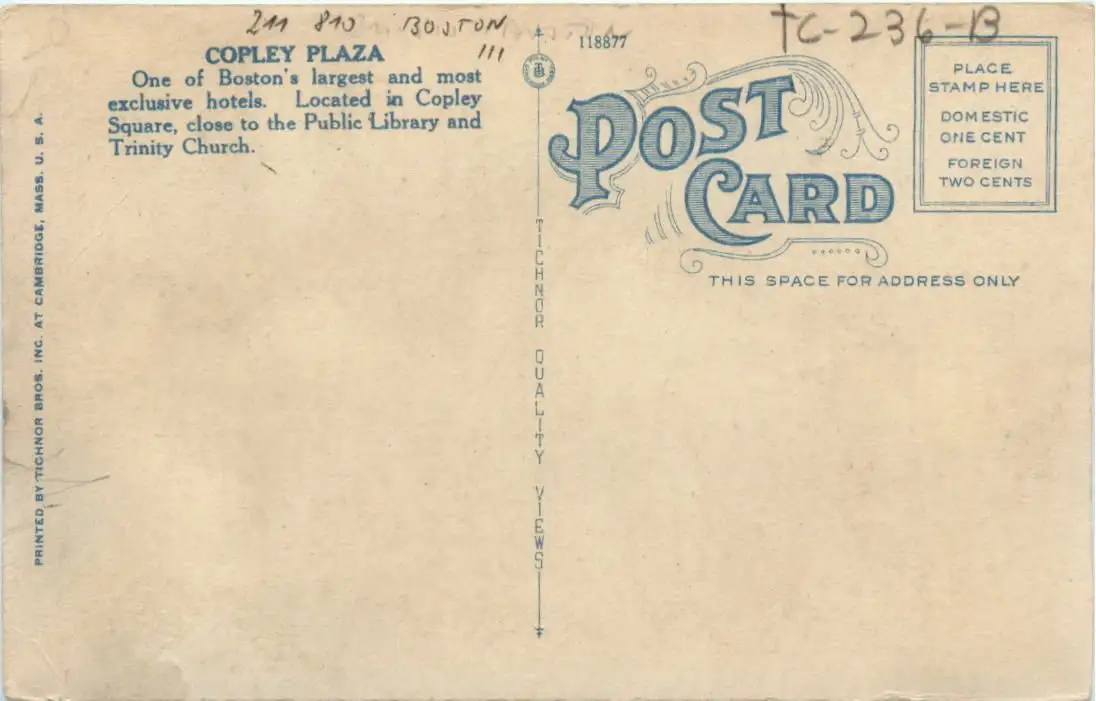 211 810 BOSTON
111
COPLEY PLAZA
One of Boston's largest and most
exclusive hotels. Located in Copley
Square, close to the Public Library and
Trinity Church.
PRINTED BY TICHNOR BROS. INC. AT CAMBRIDGE, MASS. U. S. A.
TICHNOR QUALITY VIEWS
118877
TC-236-B
POST
CARD
PLACE
STAMP HERE
DOMESTIC
ONE CENT
FOREIGN
TWO CENTS
THIS SPACE FOR ADDRESS ONLY